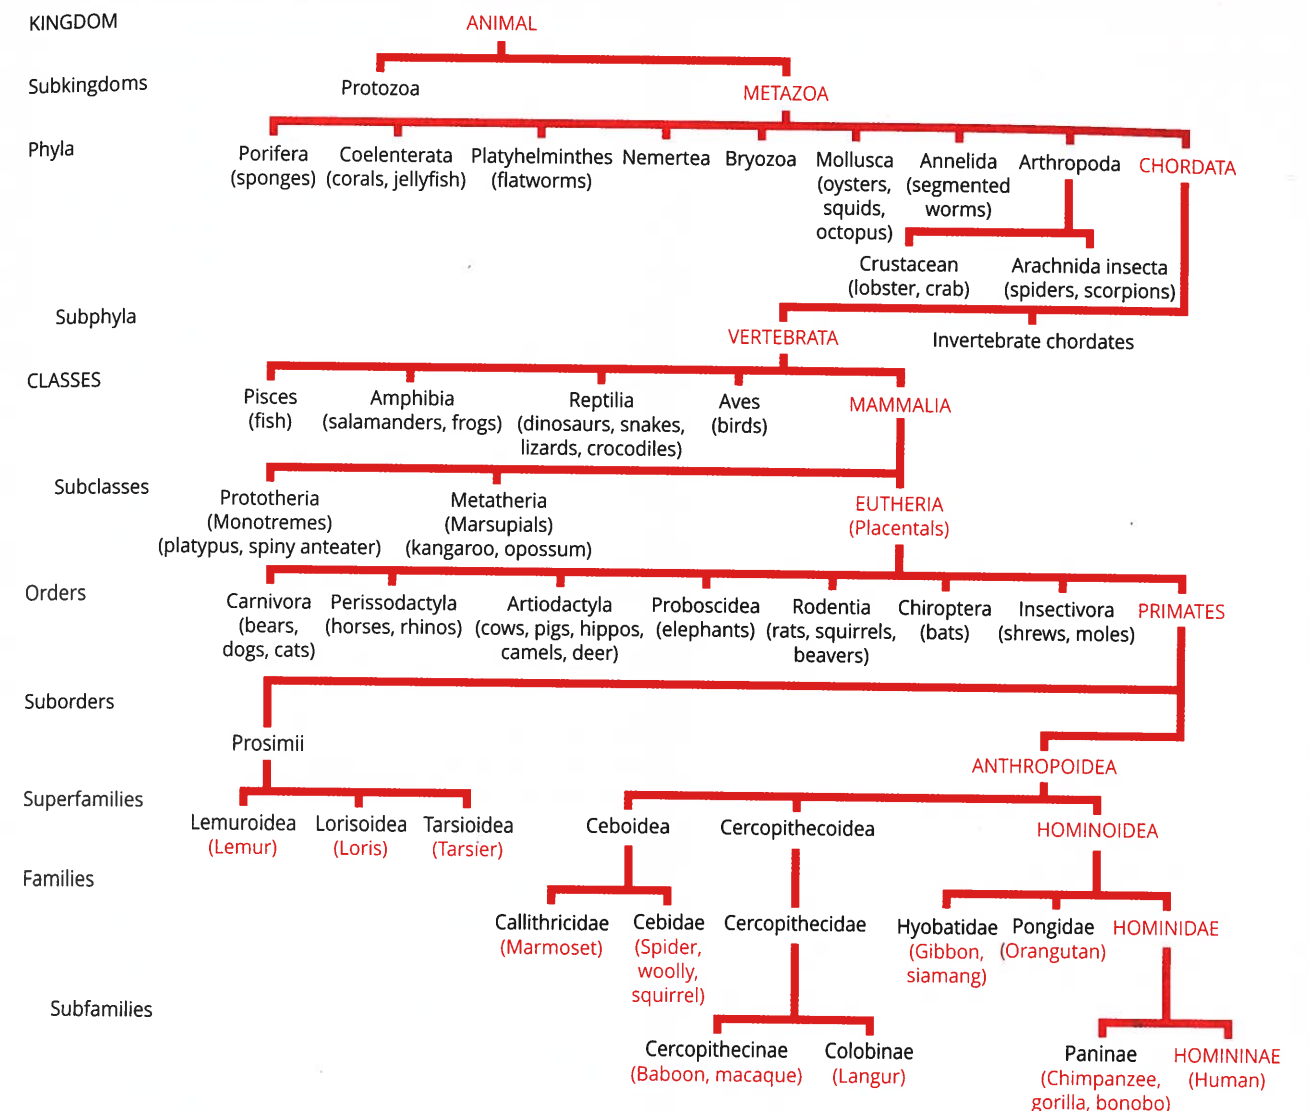 KINGDOM ANIMAL
Subkingdoms Protozoa METAZOA
Phyla Porifera Coelenterata Platyhelminthes Nemertea Bryozoa Mollusca Annelida Arthropoda CHORDATA
(sponges) (corals, jellyfish) (flatworms) (oysters, (segmented
squids, worms)
octopus)
Crustacean Arachnida insecta
(lobster, crab) (spiders, scorpions)
Subphyla VERTEBRATA Invertebrate chordates
CLASSES Pisces Amphibia Reptilia Aves MAMMALIA
(fish) (salamanders, frogs) (dinosaurs, snakes, (birds)
lizards, crocodiles)
Subclasses Prototheria Metatheria EUTHERIA
(Monotremes) (Marsupials) (Placentals)
(platypus, spiny anteater) (kangaroo, opossum)
Orders Carnivora Perissodactyla Artiodactyla Proboscidea Rodentia Chiroptera Insectivora PRIMATES
(bears, (horses, rhinos) (cows, pigs, hippos, (elephants) (rats, squirrels, (bats) (shrews, moles)
dogs, cats) camels, deer) beavers)
Suborders
Prosimii
ANTHROPOIDEA
Superfamilies Lemuroidea Lorisoidea Tarsioidea Ceboidea Cercopithecoidea HOMINOIDEA
(Lemur) (Loris) (Tarsier)
Families
Callithricidae Cebidae Cercopithecidae Hyobatidae Pongidae HOMINIDAE
(Marmoset) (Spider, (Gibbon, (Orangutan)
woolly, siamang)
squirrel)
Subfamilies
Cercopithecinae Colobinae Paninae HOMININAE
(Baboon, macaque) (Langur) (Chimpanzee, (Human)
gorilla, bonobo)